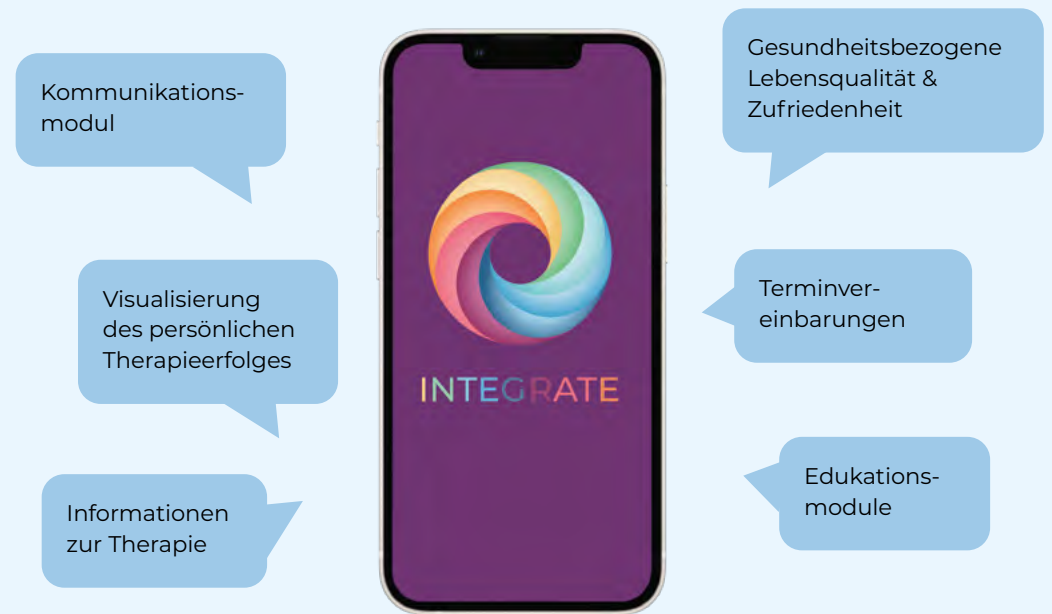 Kommunikations-
modul
Visualisierung
des persönlichen
Therapieerfolges
Informationen
zur Therapie
INTEGRATE
Gesundheitsbezogene
Lebensqualität &
Zufriedenheit
Terminver-
einbarungen
Edukations-
module